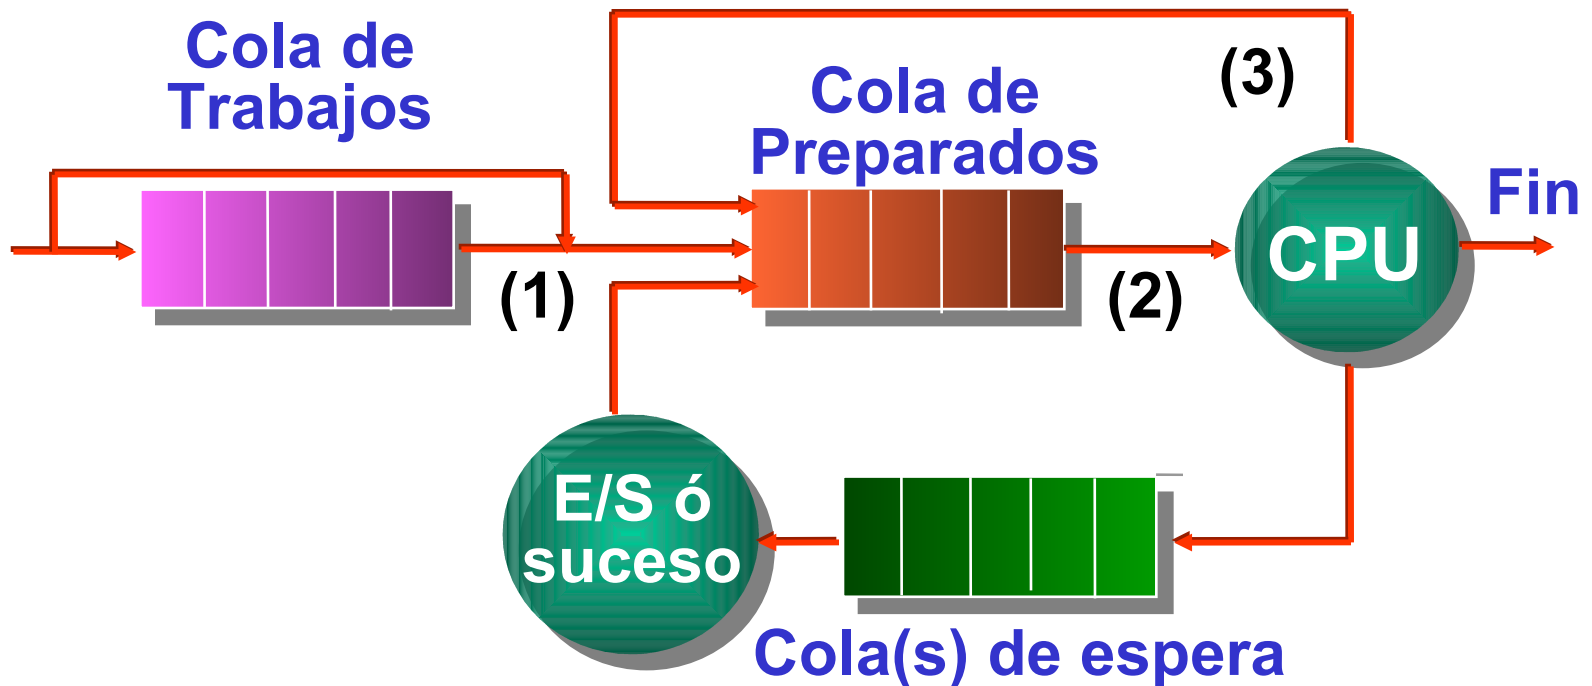 Cola de
Trabajos
Cola de
Preparados
(3)
Fin
CPU
(1)
(2)
E/S ó
suceso
Cola(s) de espera